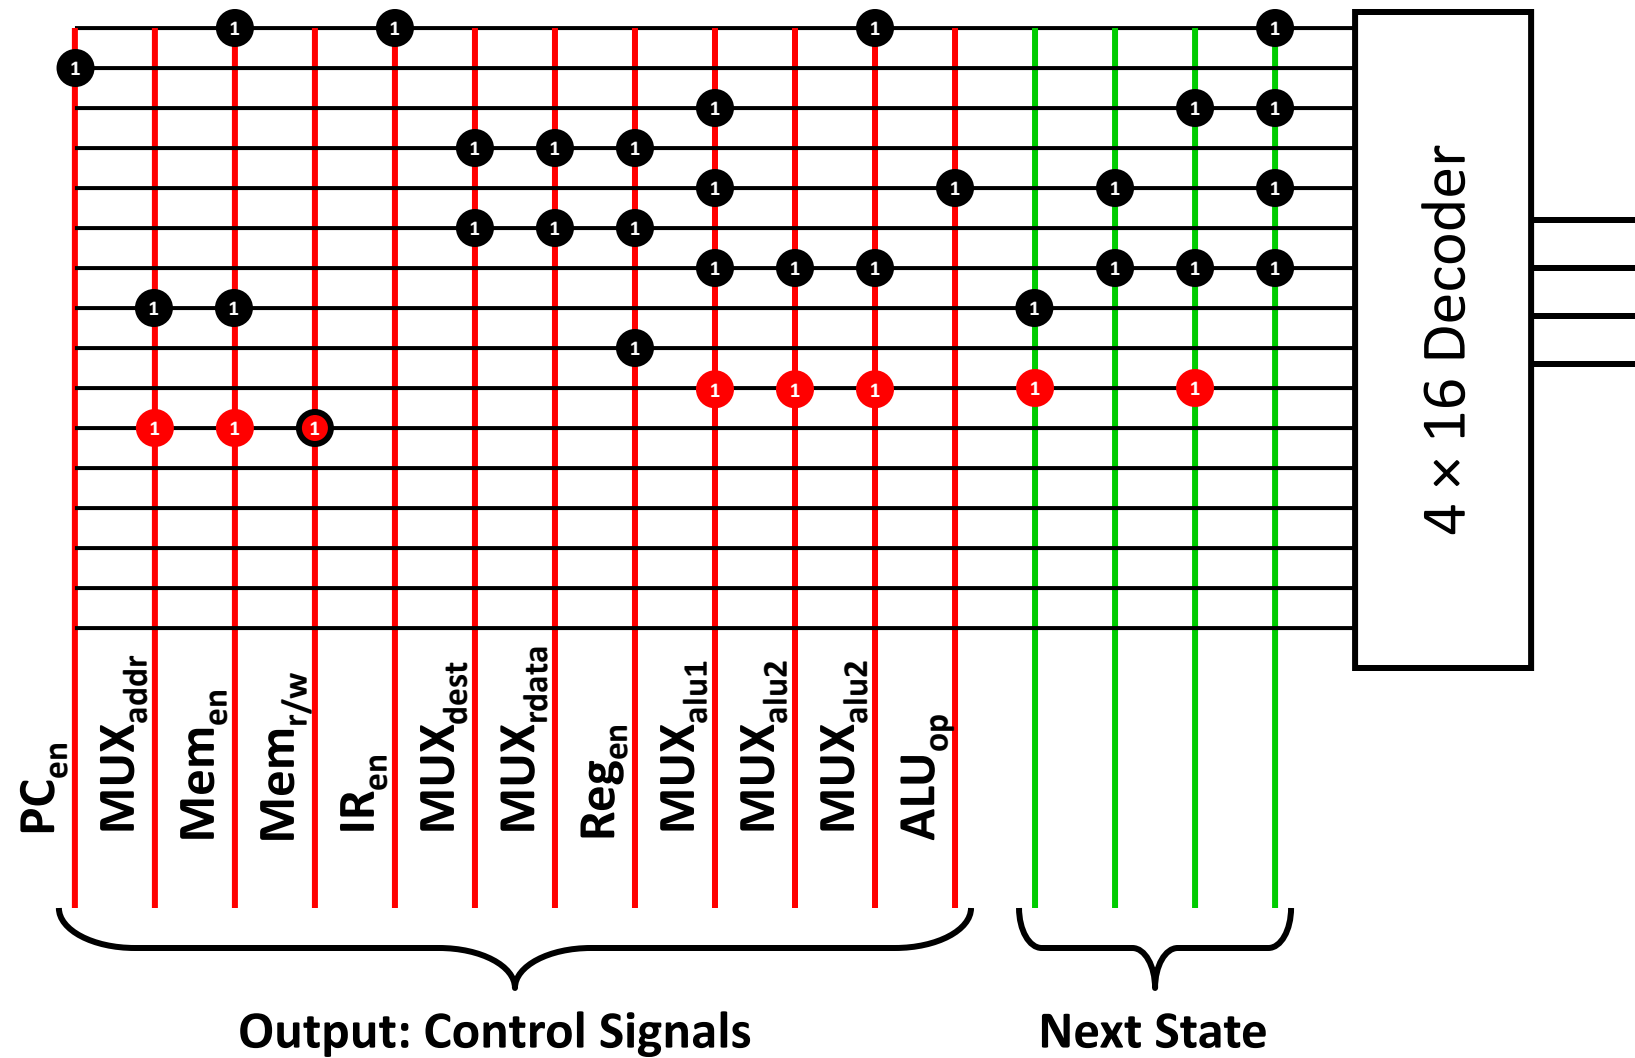 1 1 1 1
1
1 1 1
1 1 1
1 1 1 1
1 1 1
1 1 1 1 1 1
1 1 1
1
1 1 1 1 1
1 1 1
4 × 16 Decoder
PCen
MUXaddr
Memen
Memr/w
IRen
MUXdest
MUXrdata
Regen
MUXalu1
MUXalu2
MUXalu2
ALUop
Output: Control Signals
Next State